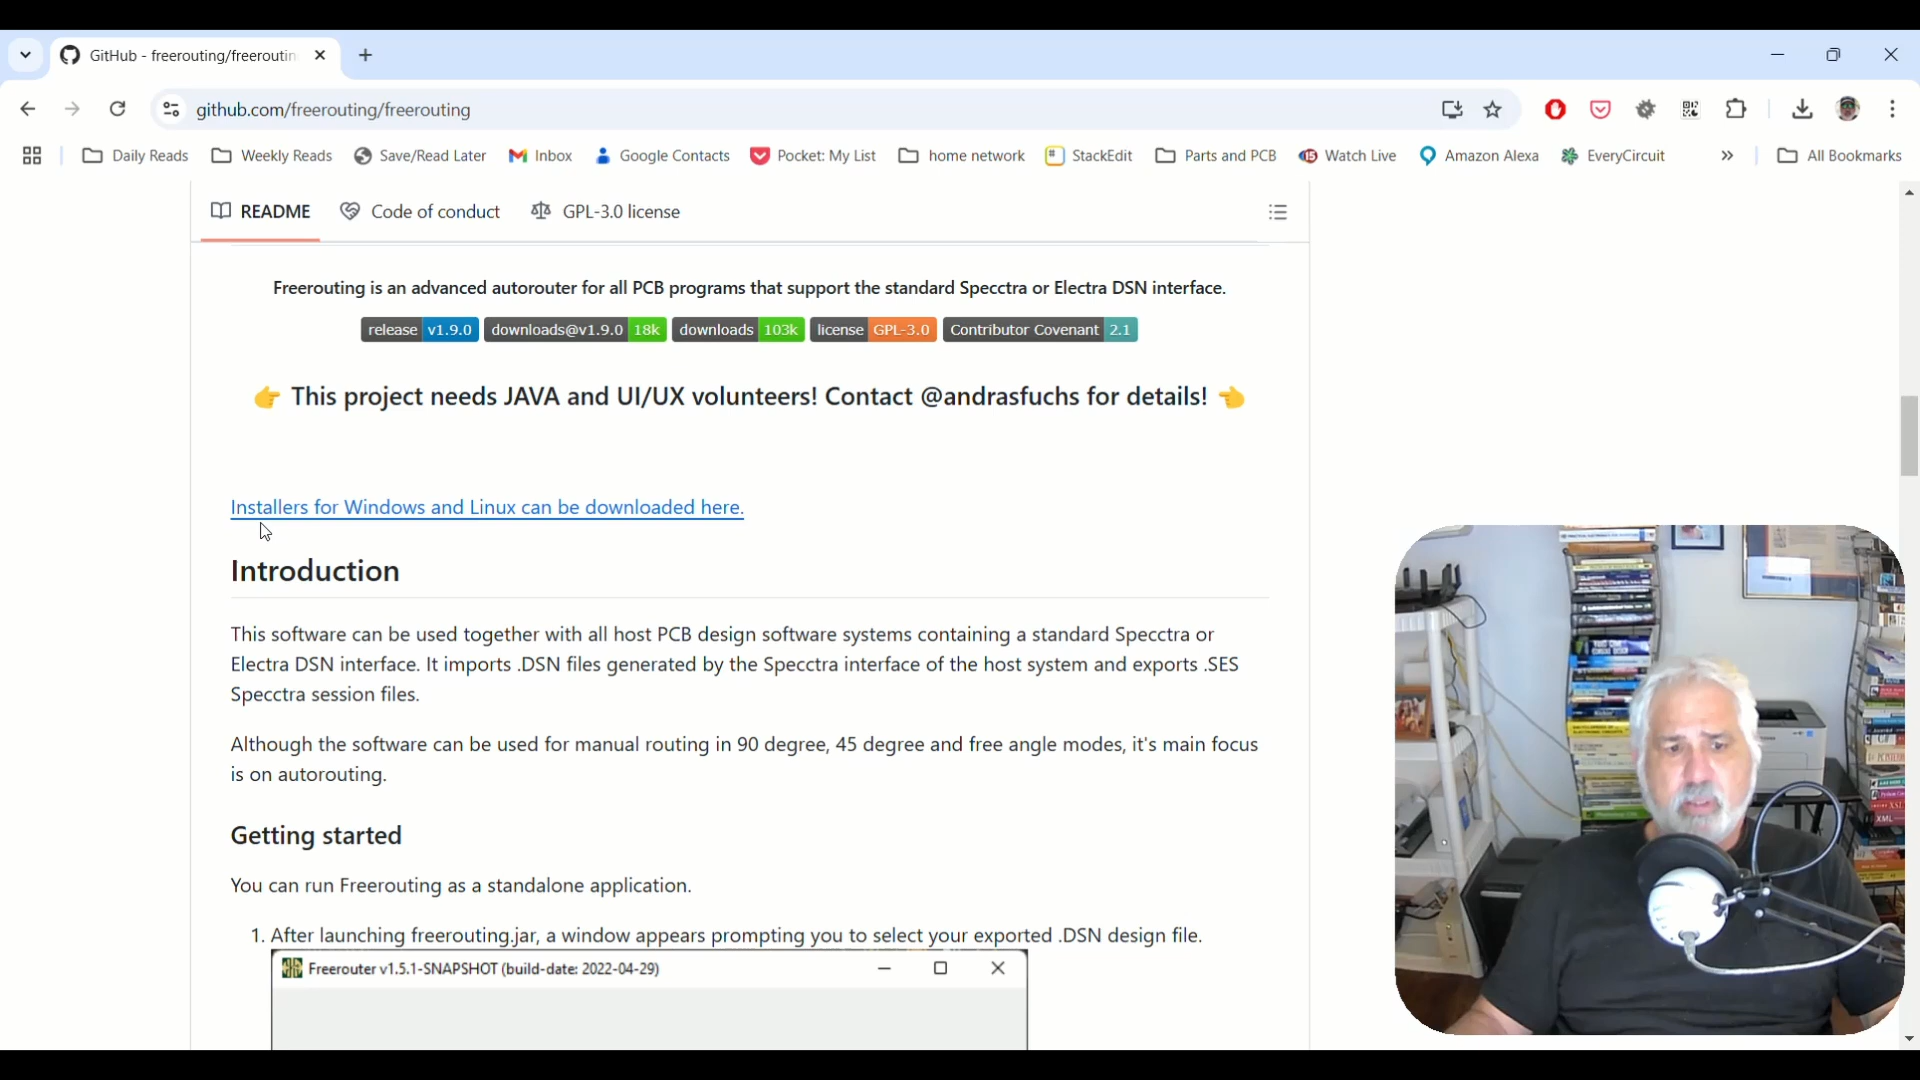 GitHub - freerouting/freeroutin
github.com/freerouting/freerouting
Daily Reads
Weekly Reads
Save/Read Later
Inbox
Google Contacts
Pocket: My List
home network
StackEdit
Parts and PCB
Watch Live
Amazon Alexa
EveryCircuit
»
All Bookmarks
README
Code of conduct
GPL-3.0 license
Freerouting is an advanced autorouter for all PCB programs that support the standard Specctra or Electra DSN interface.
release v1.9.0
downloads@v1.9.0 18k
downloads 103k
license GPL-3.0
Contributor Covenant 2.1
👉 This project needs JAVA and UI/UX volunteers! Contact @andrasfuchs for details! 👈
Installers for Windows and Linux can be downloaded here.
Introduction
This software can be used together with all host PCB design software systems containing a standard Specctra or
Electra DSN interface. It imports .DSN files generated by the Specctra interface of the host system and exports .SES
Specctra session files.
Although the software can be used for manual routing in 90 degree, 45 degree and free angle modes, it's main focus
is on autorouting.
Getting started
You can run Freerouting as a standalone application.
1. After launching freerouting.jar, a window appears prompting you to select your exported .DSN design file.
Freerouter v1.5.1-SNAPSHOT (build-date: 2022-04-29)
XML